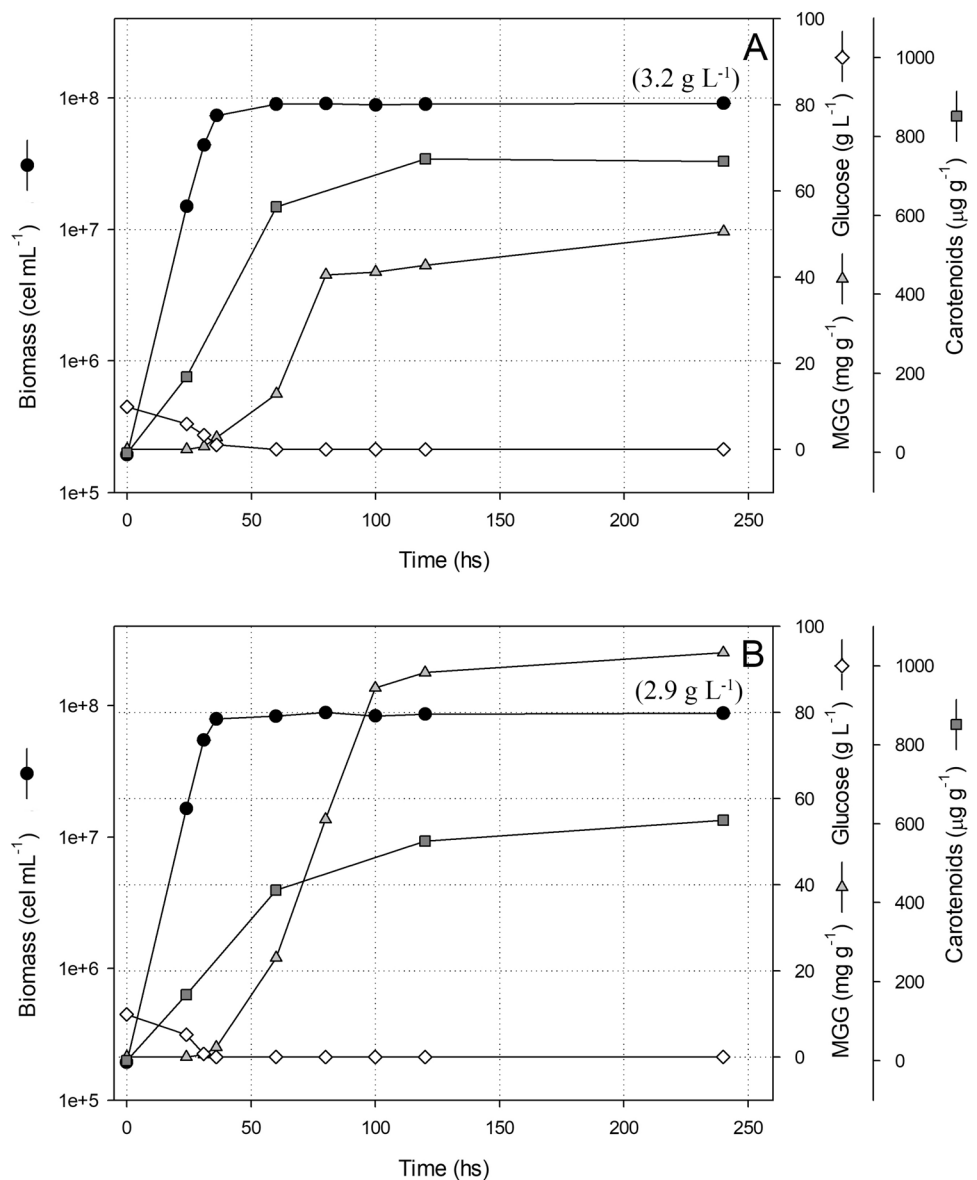 A
(3.2 g L-1)
1e+8
1e+7
1e+6
1e+5
Biomass (cel mL-1)
0
50
100
150
200
250
Time (hs)
100
80
60
40
20
0
MGG (mg g-1)
Glucose (g L-1)
1000
800
600
400
200
0
Carotenoids (µg g-1)
B
(2.9 g L-1)
1e+8
1e+7
1e+6
1e+5
Biomass (cel mL-1)
0
50
100
150
200
250
Time (hs)
100
80
60
40
20
0
MGG (mg g-1)
Glucose (g L-1)
1000
800
600
400
200
0
Carotenoids (µg g-1)